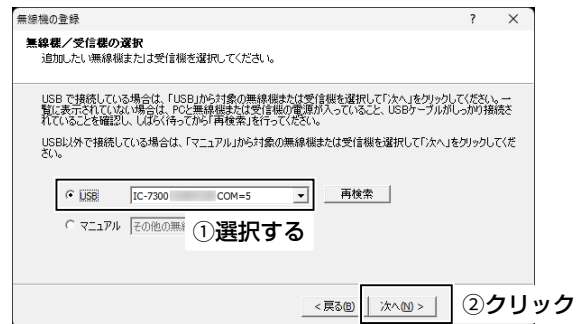 無線機の登録 ? ×
無線機／受信機の選択
追加したい無線機または受信機を選択してください。
USB で接続している場合は、「USB」から対象の無線機または受信機を選択して「次へ」をクリックしてください。一
覧に表示されていない場合は、PCと無線機または受信機の電源が入っていること、USBケーブルがしっかり接続さ
れていることを確認し、しばらく待ってから「再検索」を行ってください。
USB以外で接続している場合は、「マニュアル」から対象の無線機または受信機を選択して「次へ」をクリックしてくだ
さい。
USB IC-7300 COM=5 再検索
マニュアル その他の無線
①選択する
< 戻る(B) 次へ(N) > ②クリック